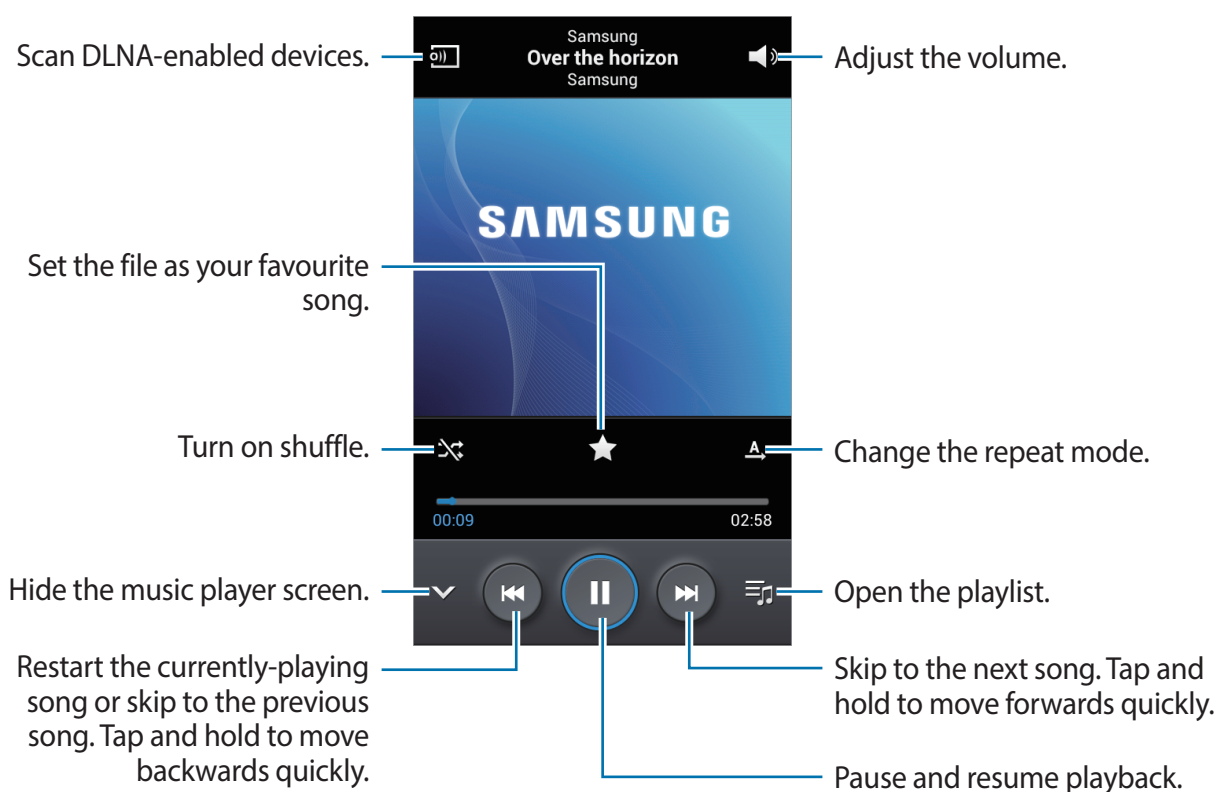 Scan DLNA-enabled devices.
Samsung
Over the horizon
Samsung
Adjust the volume.
SAMSUNG
Set the file as your favourite
song.
Turn on shuffle.
A
Change the repeat mode.
00:09
02:58
Hide the music player screen.
Open the playlist.
Restart the currently-playing
song or skip to the previous
song. Tap and hold to move
backwards quickly.
Skip to the next song. Tap and
hold to move forwards quickly.
Pause and resume playback.